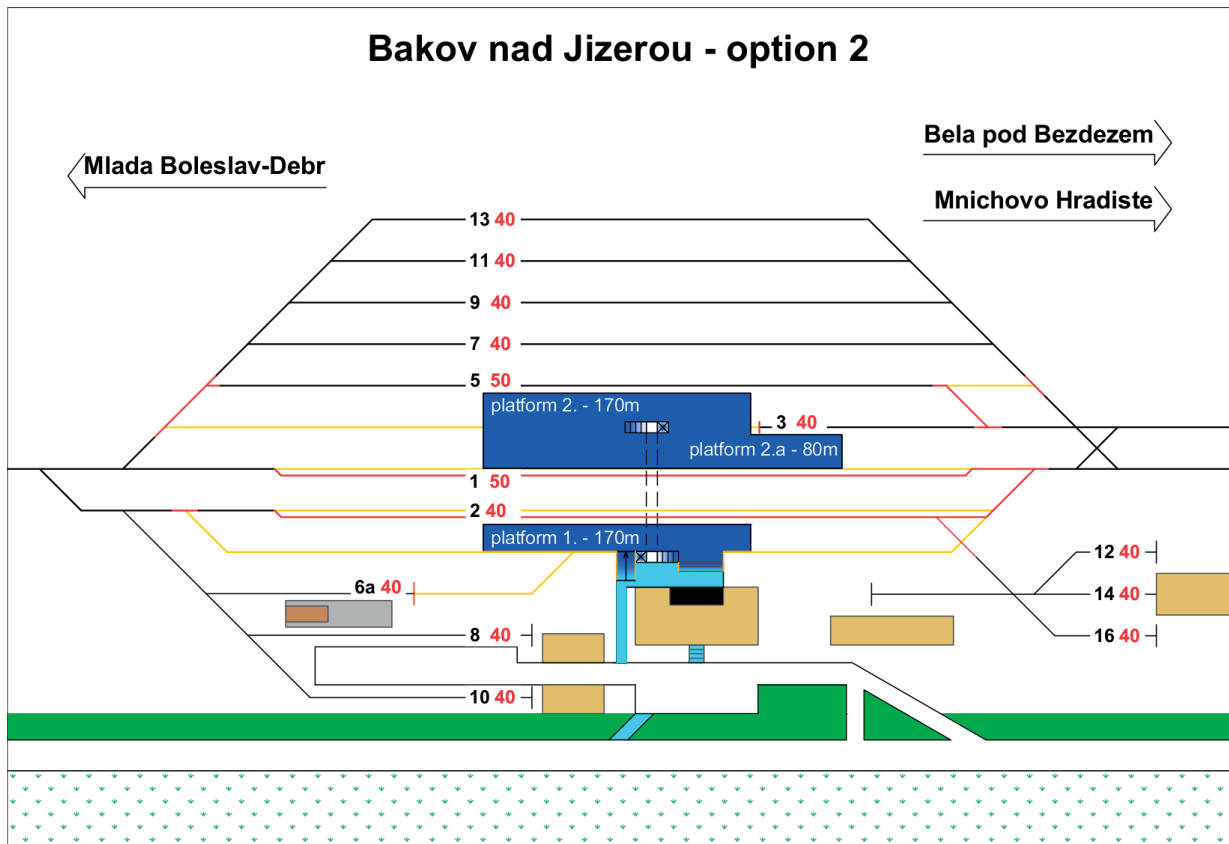 Bakov nad Jizerou - option 2
Bela pod Bezdezem
Mlada Boleslav-Debr
Mnichovo Hradiste
13 40
11 40
9 40
7 40
5 50
platform 2. - 170m
3 40
platform 2.a - 80m
1 50
2 40
platform 1. - 170m
12 40
6a 40
14 40
8 40
16 40
10 40